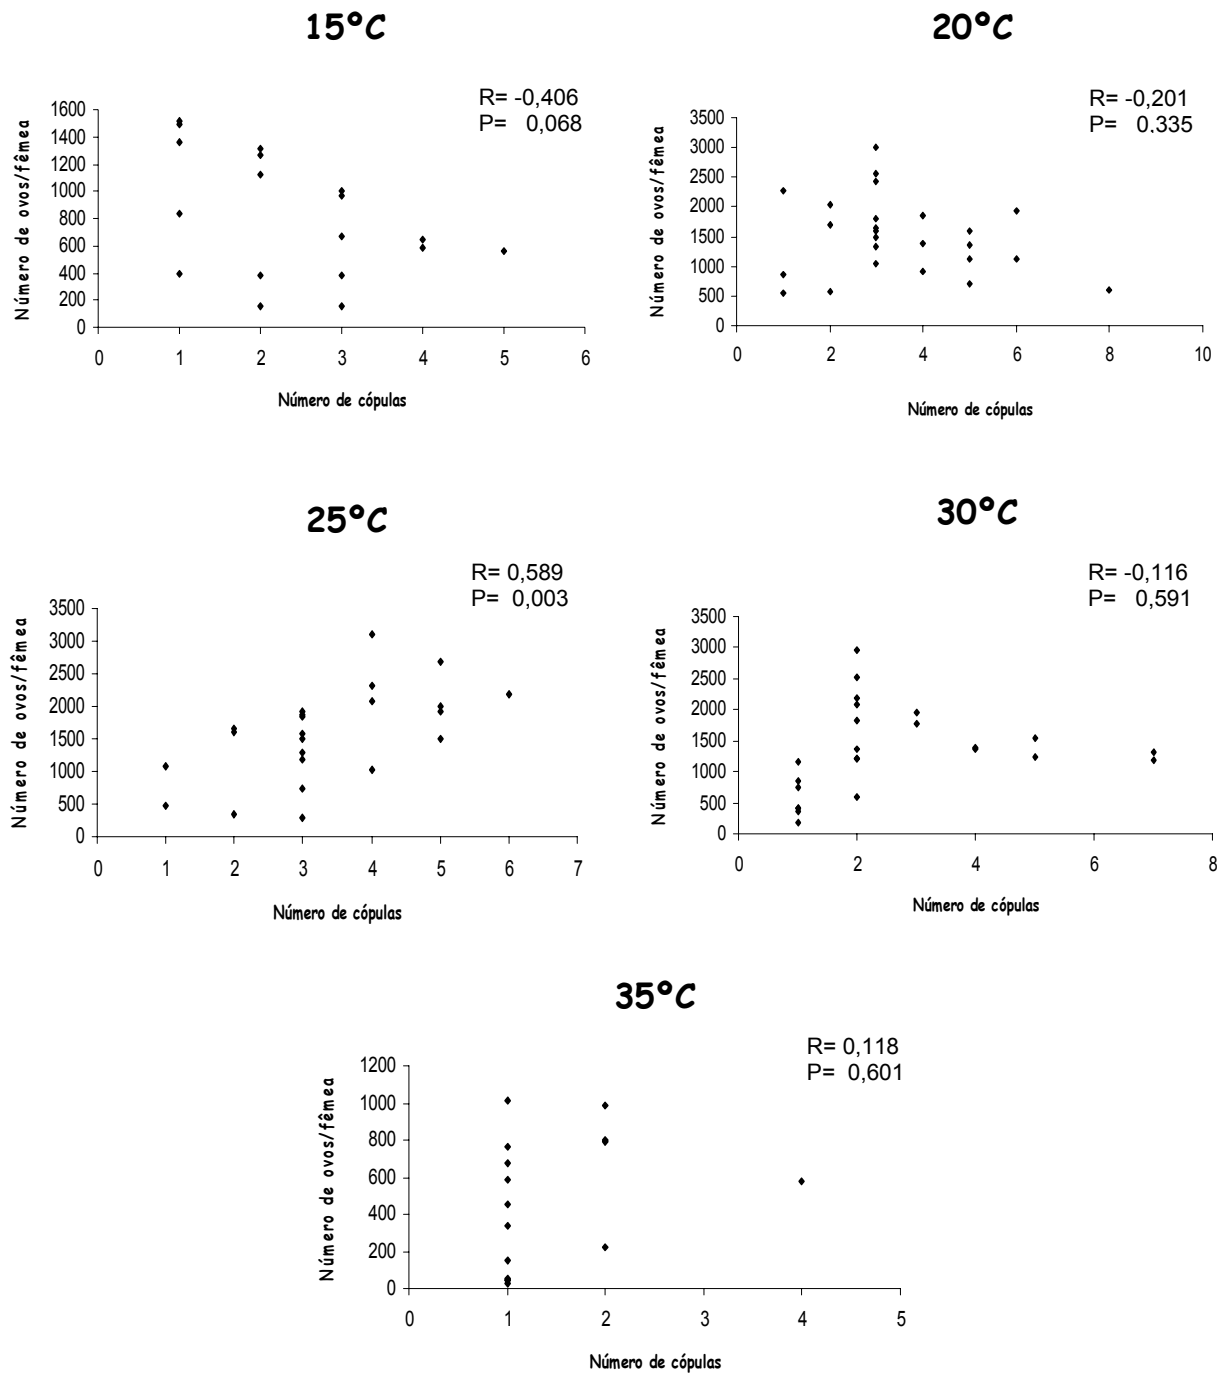 15ºC
R= -0,406
P= 0,068
Número de ovos/fêmea
1600
1400
1200
1000
800
600
400
200
0
0 1 2 3 4 5 6
Número de cópulas
20ºC
R= -0,201
P= 0.335
Número de ovos/fêmea
3500
3000
2500
2000
1500
1000
500
0
0 2 4 6 8 10
Número de cópulas
25ºC
R= 0,589
P= 0,003
Número de ovos/fêmea
3500
3000
2500
2000
1500
1000
500
0
0 1 2 3 4 5 6 7
Número de cópulas
30ºC
R= -0,116
P= 0,591
Número de ovos/fêmea
3500
3000
2500
2000
1500
1000
500
0
0 2 4 6 8
Número de cópulas
35ºC
R= 0,118
P= 0,601
Número de ovos/fêmea
1200
1000
800
600
400
200
0
0 1 2 3 4 5
Número de cópulas